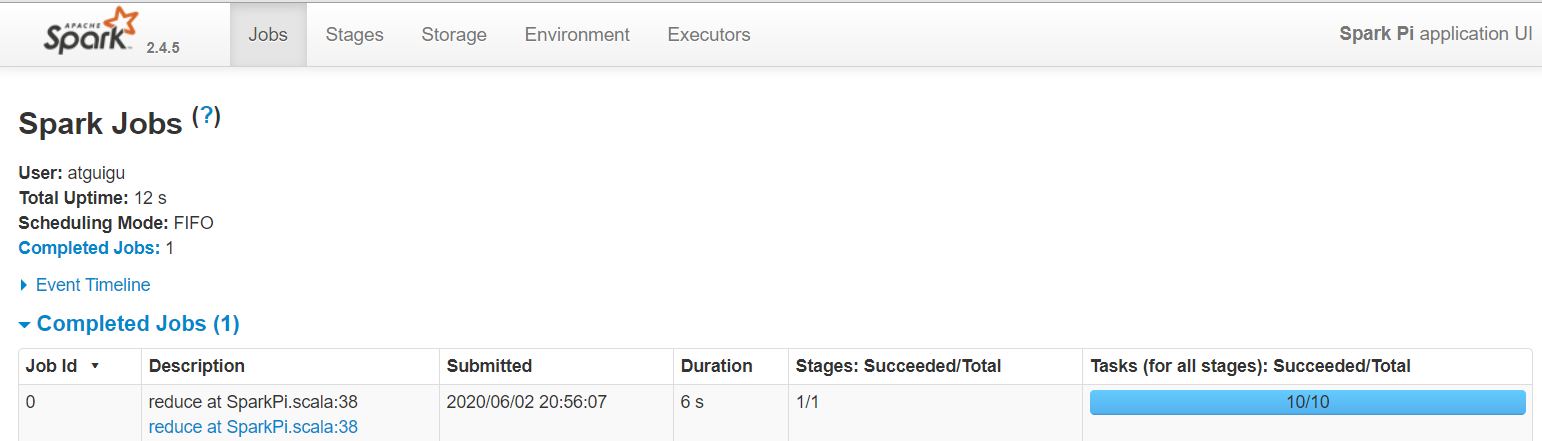 APACHE
Spark 2.4.5 Jobs Stages Storage Environment Executors Spark Pi application UI
Spark Jobs (?)
User: atguigu
Total Uptime: 12 s
Scheduling Mode: FIFO
Completed Jobs: 1
Event Timeline
Completed Jobs (1)
Job Id Description Submitted Duration Stages: Succeeded/Total Tasks (for all stages): Succeeded/Total
0 reduce at SparkPi.scala:38 2020/06/02 20:56:07 6 s 1/1 10/10
reduce at SparkPi.scala:38